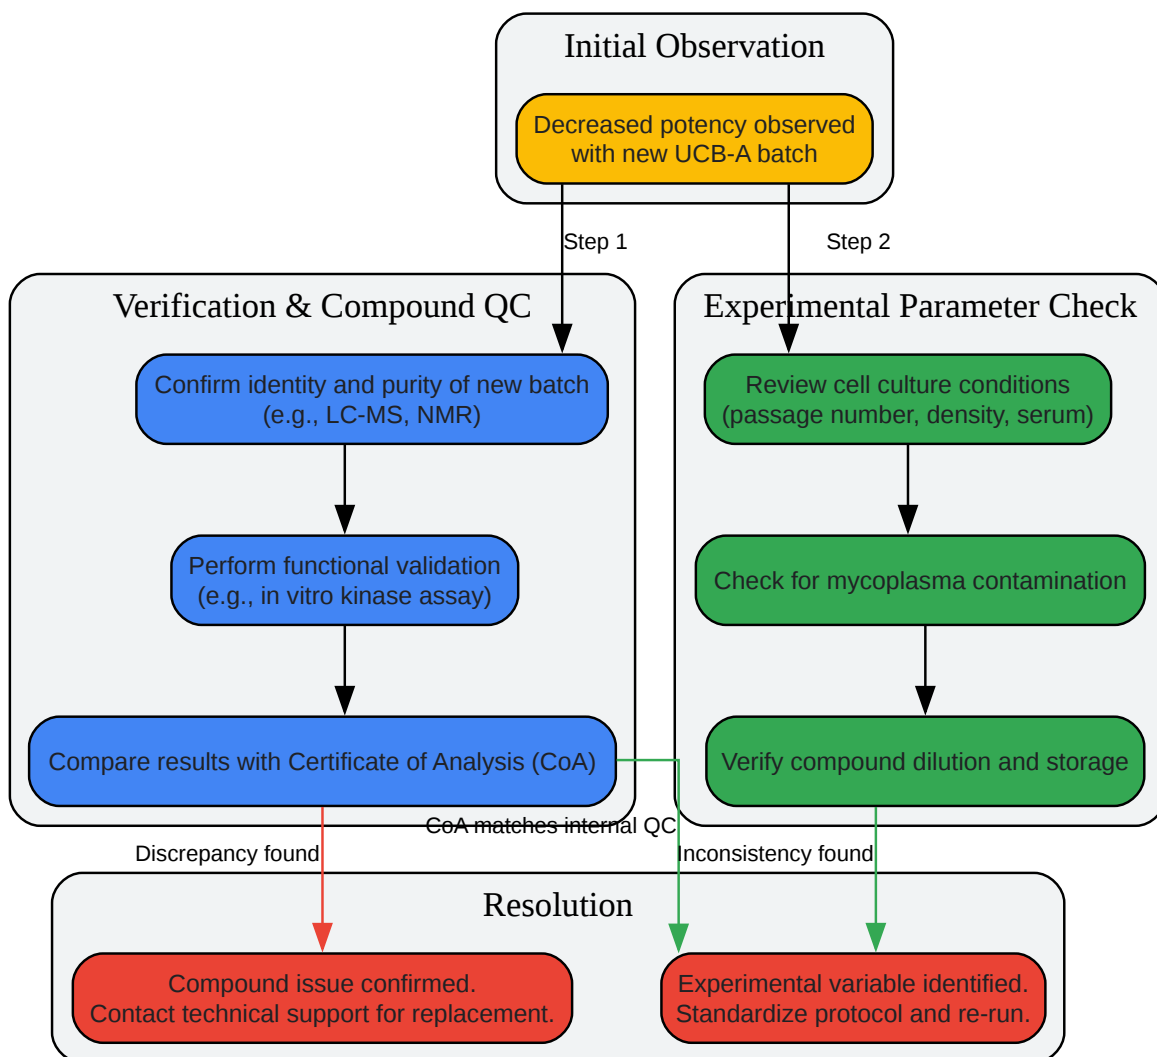 Initial Observation
Decreased potency observed
with new UCB-A batch
Step 1
Step 2
Verification & Compound QC
Confirm identity and purity of new batch
(e.g., LC-MS, NMR)
Perform functional validation
(e.g., in vitro kinase assay)
Compare results with Certificate of Analysis (CoA)
Experimental Parameter Check
Review cell culture conditions
(passage number, density, serum)
Check for mycoplasma contamination
Verify compound dilution and storage
CoA matches internal QC
Discrepancy found
Inconsistency found
Resolution
Compound issue confirmed.
Contact technical support for replacement.
Experimental variable identified.
Standardize protocol and re-run.